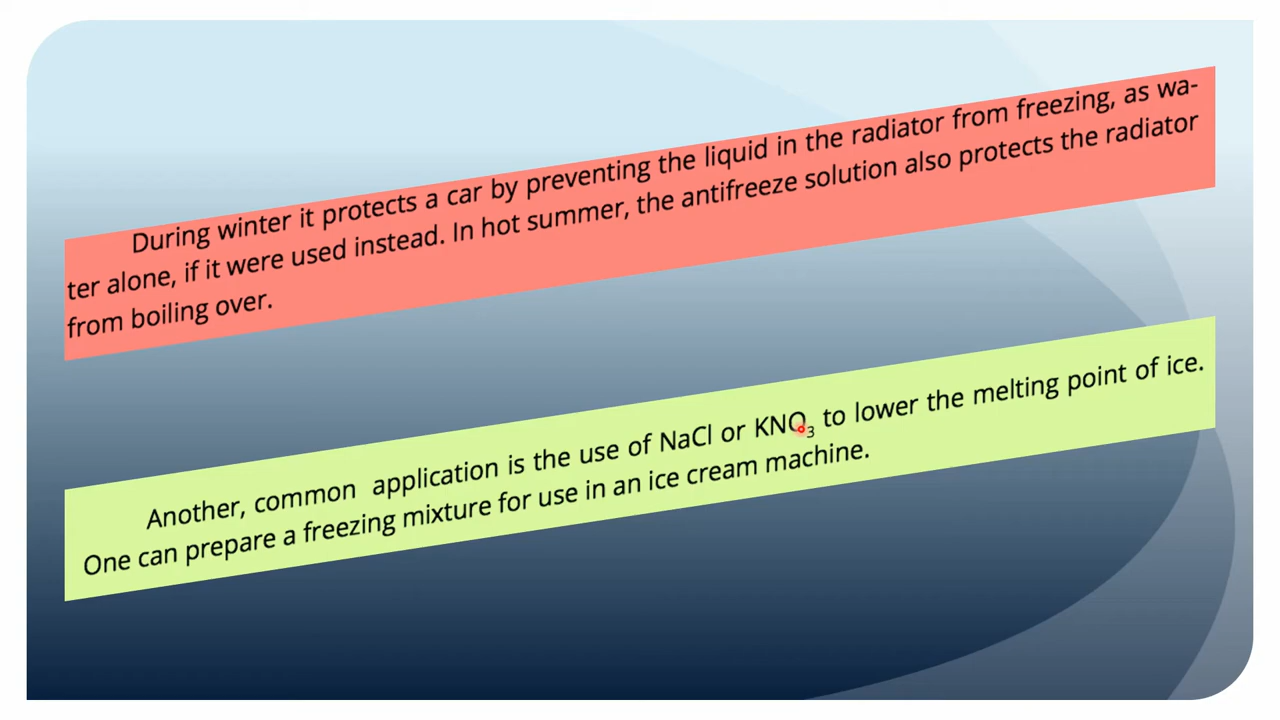 During winter it protects a car by preventing the liquid in the radiator from freezing, as wa-
ter alone, if it were used instead. In hot summer, the antifreeze solution also protects the radiator
from boiling over.
Another, common application is the use of NaCl or KNO₃ to lower the melting point of ice.
One can prepare a freezing mixture for use in an ice cream machine.